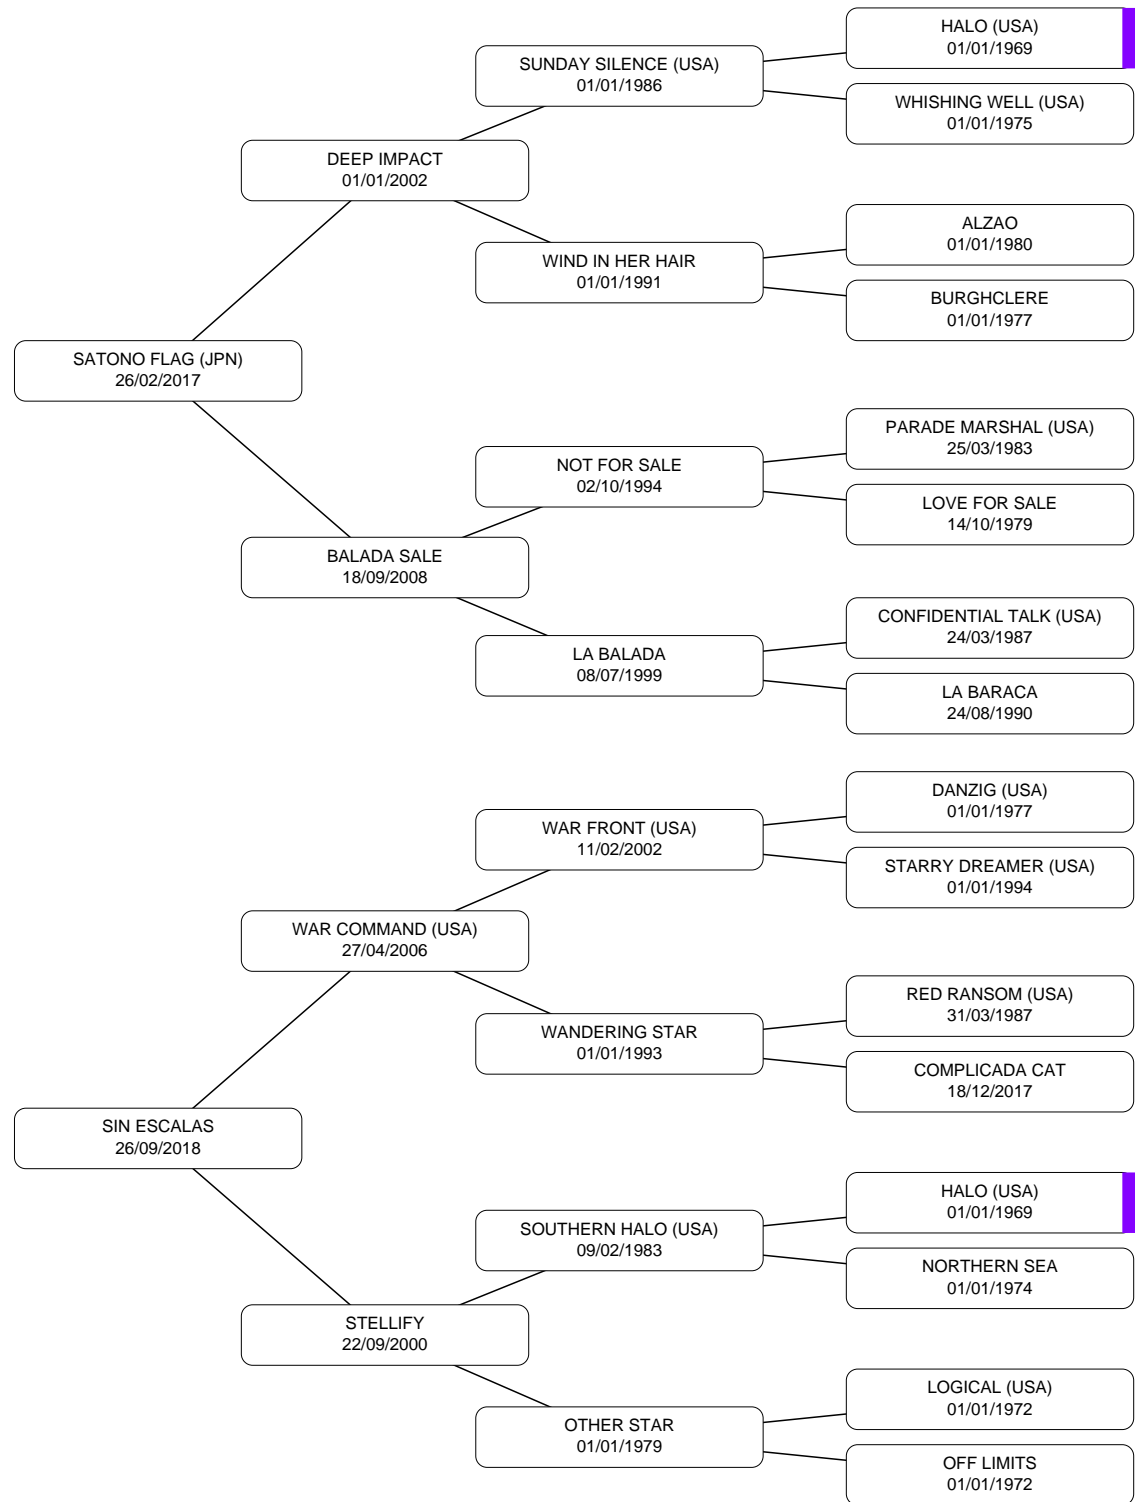 HALO (USA)
01/01/1969
SUNDAY SILENCE (USA)
01/01/1986
WHISHING WELL (USA)
01/01/1975
DEEP IMPACT
01/01/2002
ALZAO
01/01/1980
WIND IN HER HAIR
01/01/1991
BURGHCLERE
01/01/1977
SATONO FLAG (JPN)
26/02/2017
PARADE MARSHAL (USA)
25/03/1983
NOT FOR SALE
02/10/1994
LOVE FOR SALE
14/10/1979
BALADA SALE
18/09/2008
CONFIDENTIAL TALK (USA)
24/03/1987
LA BALADA
08/07/1999
LA BARACA
24/08/1990
DANZIG (USA)
01/01/1977
WAR FRONT (USA)
11/02/2002
STARRY DREAMER (USA)
01/01/1994
WAR COMMAND (USA)
27/04/2006
RED RANSOM (USA)
31/03/1987
WANDERING STAR
01/01/1993
COMPLICADA CAT
18/12/2017
SIN ESCALAS
26/09/2018
HALO (USA)
01/01/1969
SOUTHERN HALO (USA)
09/02/1983
NORTHERN SEA
01/01/1974
STELLIFY
22/09/2000
LOGICAL (USA)
01/01/1972
OTHER STAR
01/01/1979
OFF LIMITS
01/01/1972